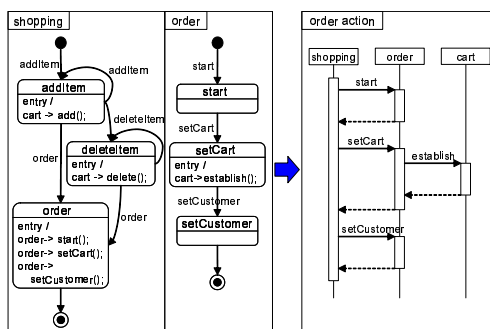 shopping
addItem
addItem
addItem
entry /
cart -> add();
deleteItem
deleteItem
entry /
cart -> delete();
order
order
order
entry /
order-> start();
order-> setCart();
order->
setCustomer();
order
start
start
setCart
setCart
entry /
cart->establish();
setCustomer
setCustomer
order action
shopping
order
cart
start
setCart
establish
setCustomer